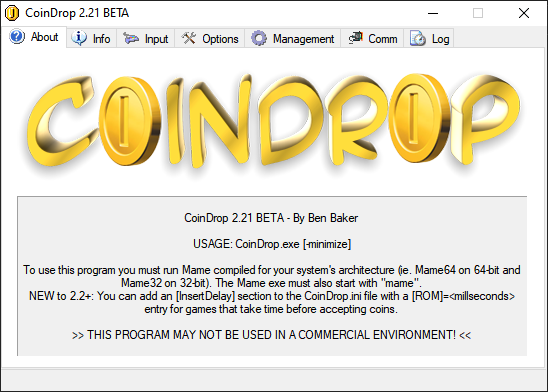 CoinDrop 2.21 BETA
About Info Input Options Management Comm Log
COINDROP
CoinDrop 2.21 BETA - By Ben Baker
USAGE: CoinDrop.exe [-minimize]
To use this program you must run Mame compiled for your system's architecture (ie. Mame64 on 64-bit and
Mame32 on 32-bit). The Mame exe must also start with "mame".
NEW to 2.2+: You can add an [InsertDelay] section to the CoinDrop.ini file with a [ROM]=<millseconds>
entry for games that take time before accepting coins.
>> THIS PROGRAM MAY NOT BE USED IN A COMMERCIAL ENVIRONMENT! <<